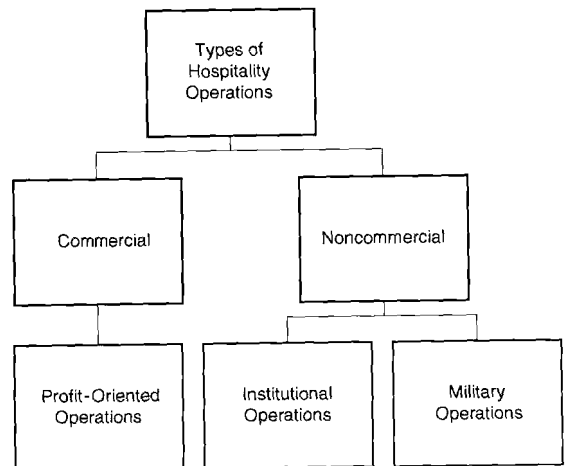 Types of
Hospitality
Operations
Commercial
Noncommercial
Profit-Oriented
Operations
Institutional
Operations
Military
Operations